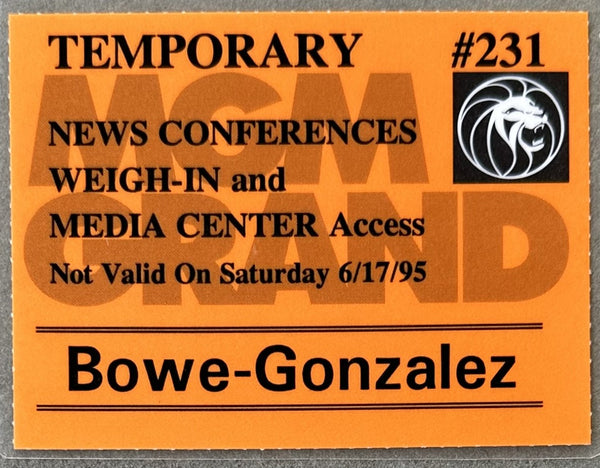 TEMPORARY #231
MGM
GRAND
NEWS CONFERENCES
WEIGH-IN and
MEDIA CENTER Access
Not Valid On Saturday 6/17/95
Bowe-Gonzalez